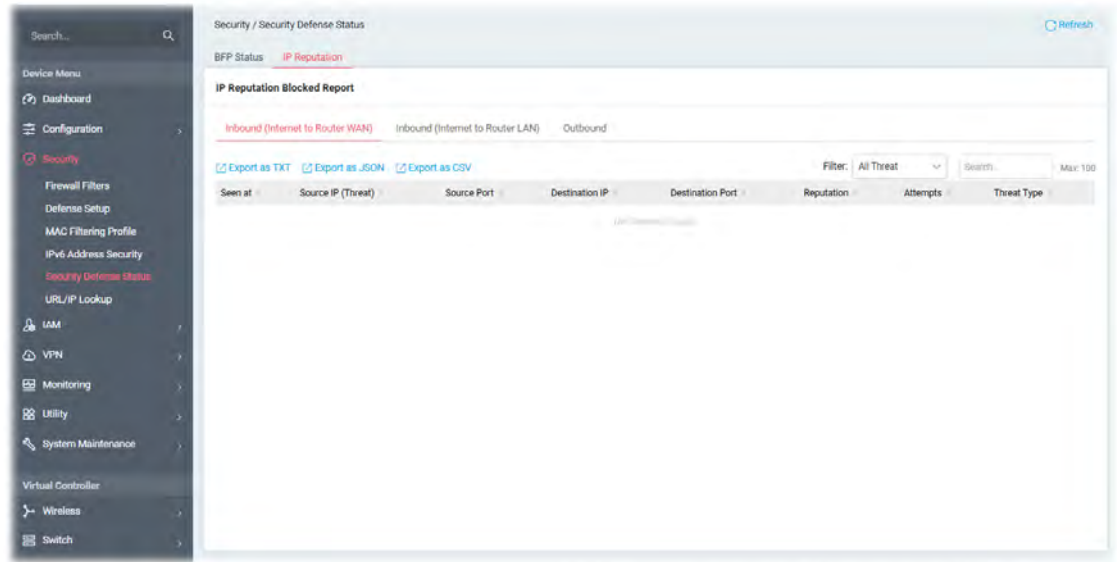 Search...
Security / Security Defense Status
Refresh
BFP Status IP Reputation
Device Menu
IP Reputation Blocked Report
Dashboard
Configuration
Inbound (Internet to Router WAN) Inbound (Internet to Router LAN) Outbound
Security
Export as TXT Export as JSON Export as CSV Filter: All Threat Search... Max: 100
Firewall Filters
Seen at Source IP (Threat) Source Port Destination IP Destination Port Reputation Attempts Threat Type
Defense Setup
MAC Filtering Profile
IPv6 Address Security
Security Defense Status
URL/IP Lookup
IAM
VPN
Monitoring
Utility
System Maintenance
Virtual Controller
Wireless
Switch